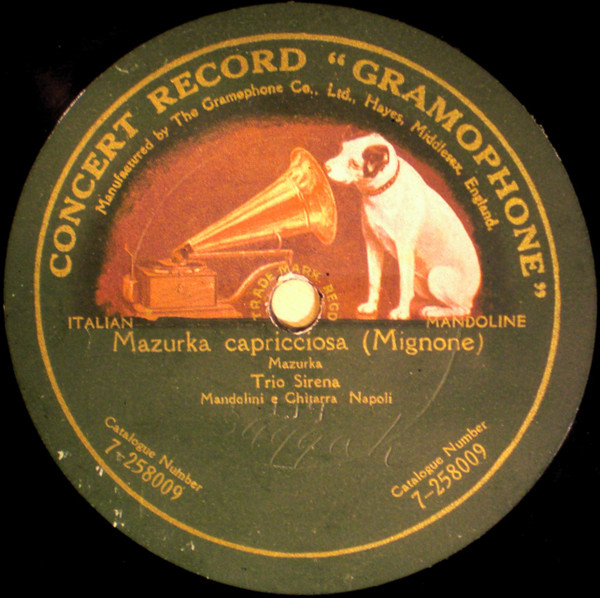 CONCERT RECORD "GRAMOPHONE"
Manufactured by The Gramophone Co., Ltd., Hayes, Middlesex, England.
TRADE MARK REGD
ITALIAN
MANDOLINE
Mazurka capricciosa (Mignone)
Mazurka
Trio Sirena
Mandolini e Chitarra Napoli
Catalogue Number
7-258009
Catalogue Number
7-258009